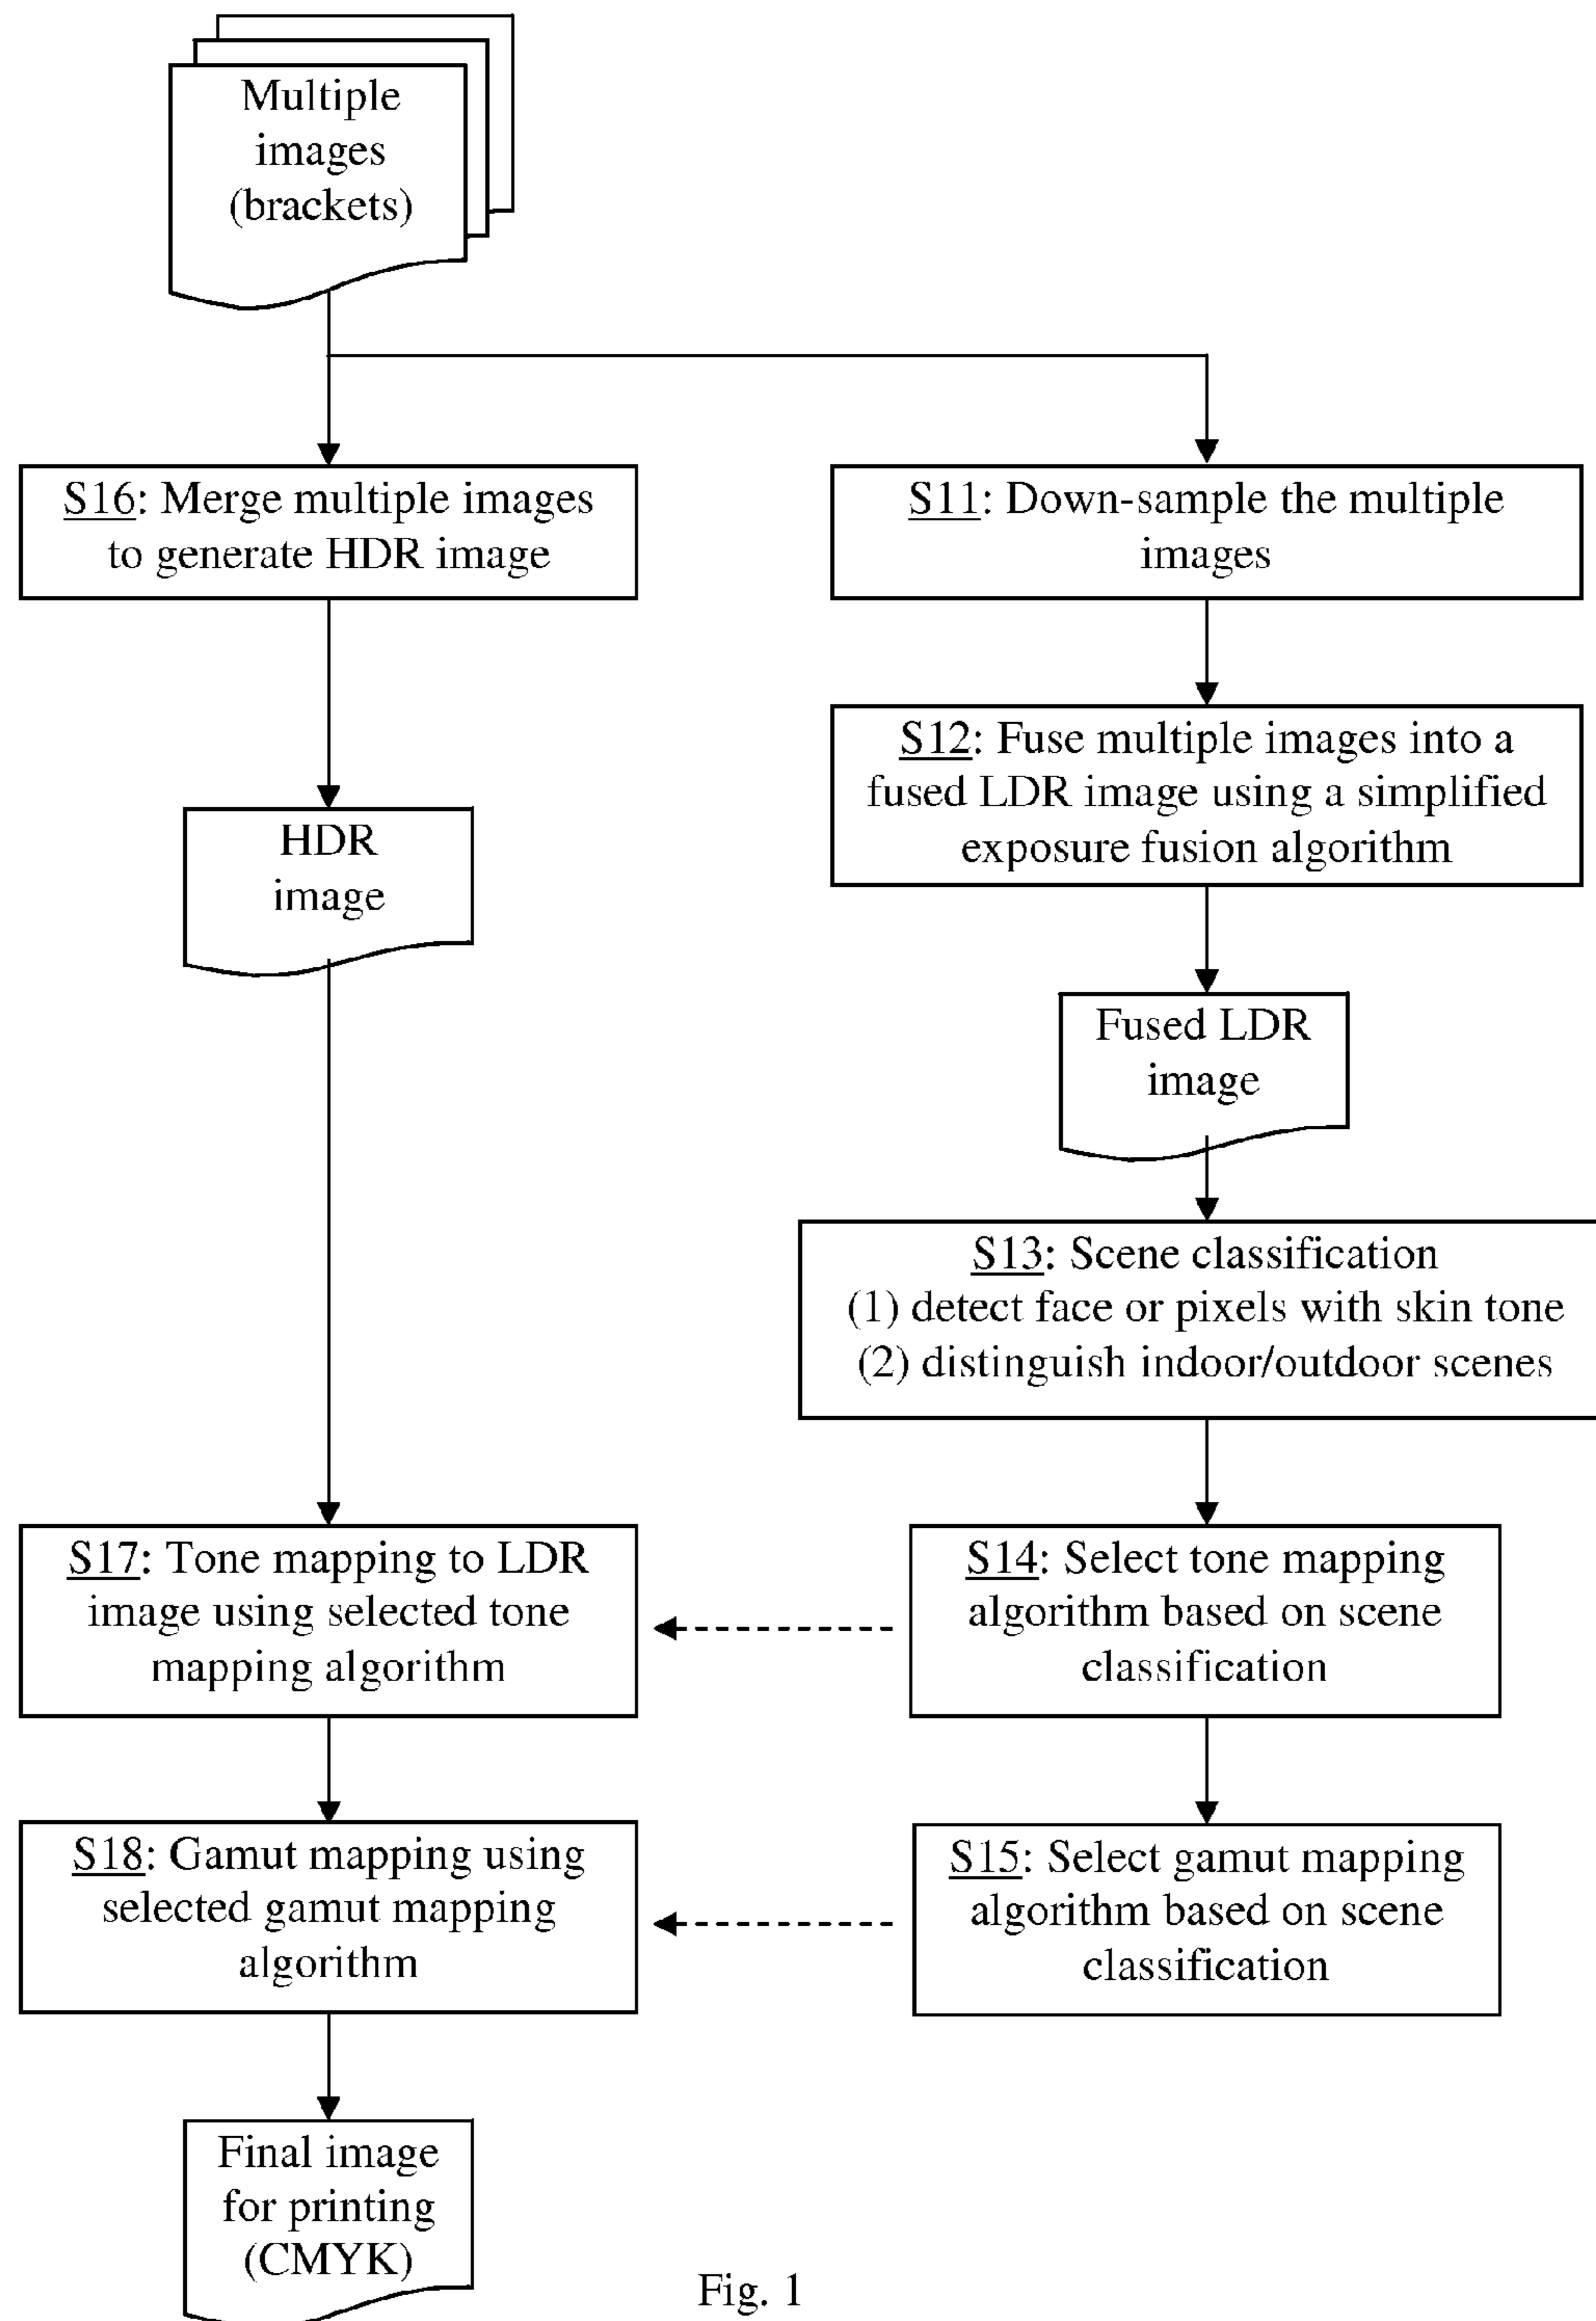 Multiple
images
(brackets)
S16: Merge multiple images
to generate HDR image
S11: Down-sample the multiple
images
S12: Fuse multiple images into a
fused LDR image using a simplified
exposure fusion algorithm
HDR
image
Fused LDR
image
S13: Scene classification
(1) detect face or pixels with skin tone
(2) distinguish indoor/outdoor scenes
S17: Tone mapping to LDR
image using selected tone
mapping algorithm
S14: Select tone mapping
algorithm based on scene
classification
S18: Gamut mapping using
selected gamut mapping
algorithm
S15: Select gamut mapping
algorithm based on scene
classification
Final image
for printing
(CMYK)
Fig. 1